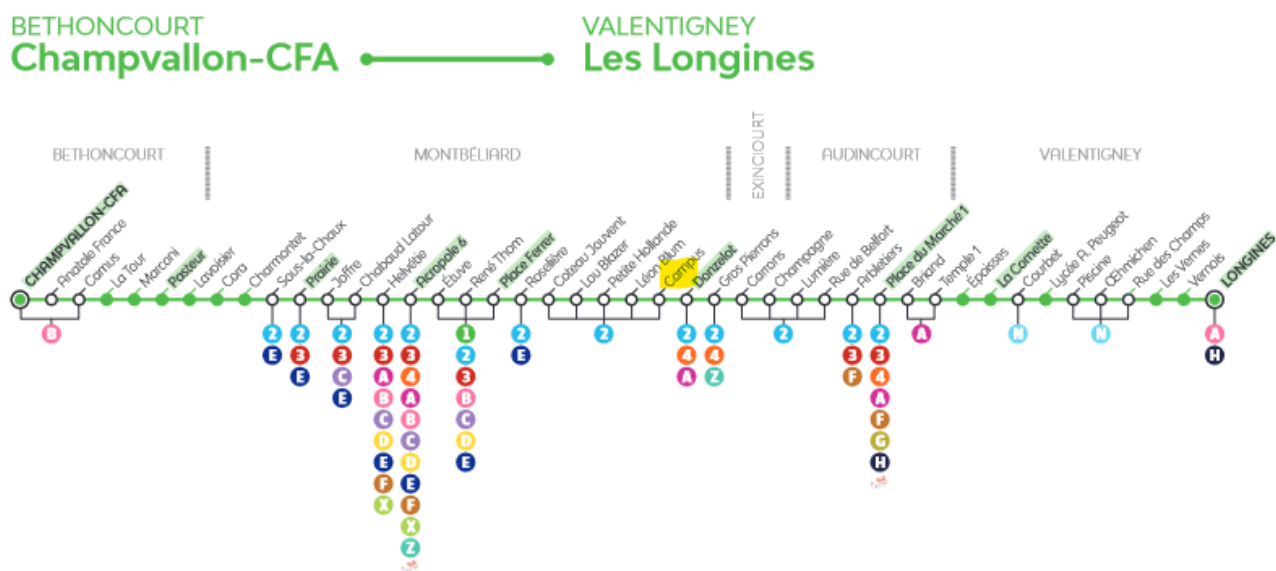 BETHONCOURT
Champvallon-CFA
VALENTIGNEY
Les Longines
BETHONCOURT
MONTBÉLIARD
EXINCIOURT
AUDINCOURT
VALENTIGNEY
CHAMPVALLON-CFA
Anatole France
Camus
La Tour
Marconi
Pasteur
Lavoisier
Cora
Charmontet
Sous-la-Chaux
Prairie
Joffre
Chabaud Latour
Helvétie
Acropole 6
Étuve
René Thom
Place Ferrer
Roselière
Coteau Jouvent
Lou Blazer
Petite Hollande
Léon Blum
Campus
Donzelot
Gros Pierrons
Carrons
Champagne
Lumière
Rue de Belfort
Arbletiers
Place du Marché 1
Briand
Temple 1
Épaisses
La Comette
Courbet
Lycée A. Peugeot
Piscine
Œhmichen
Rue des Champs
Les Vernes
Vernois
LONGINES
B
2 E
2 3 E
2 3 C E
2 3 A B C D E F X
2 3 4 A B C D E F X Z
1 2 3 B C D E
2 E
2
2 4 A
2 4 Z
2
2 3 F
2 3 4 A F G H
A
N
N
A H